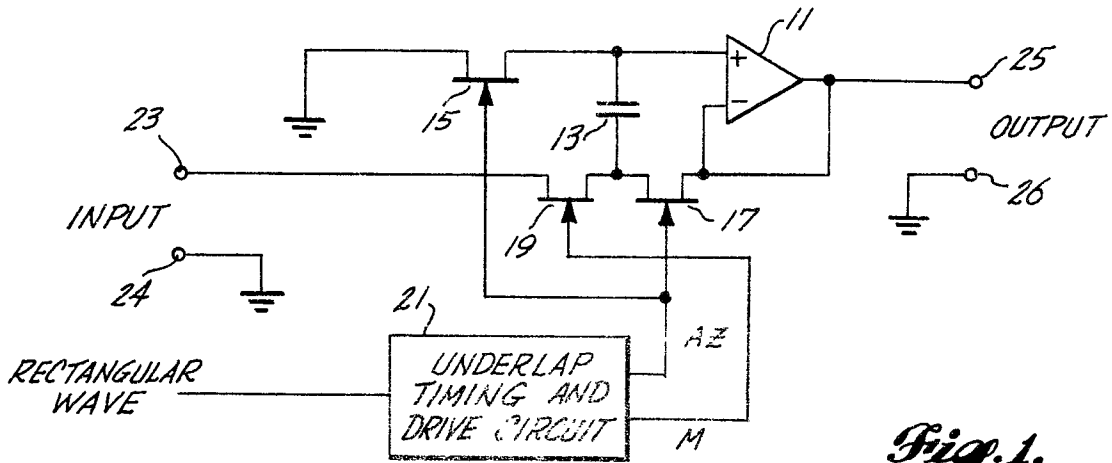 11
+
−
25
OUTPUT
26
15
13
23
INPUT
24
19
17
21
AZ
M
UNDERLAP
TIMING AND
DRIVE CIRCUIT
RECTANGULAR
WAVE
Fig. 1.